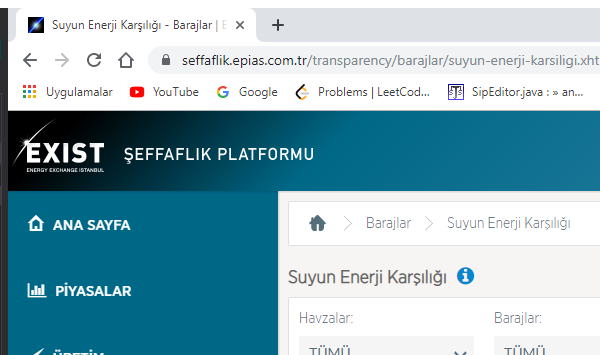 Suyun Enerji Karşılığı - Barajlar | E
seffaflik.epias.com.tr/transparency/barajlar/suyun-enerji-karsiligi.xht
Uygulamalar YouTube Google Problems | LeetCod... SipEditor.java : » an...
EXIST ŞEFFAFLIK PLATFORMU
ENERGY EXCHANGE ISTANBUL
ANA SAYFA
Barajlar Suyun Enerji Karşılığı
Suyun Enerji Karşılığı
PİYASALAR
Havzalar: Barajlar:
TÜMÜ TÜMÜ
ÜRETİM